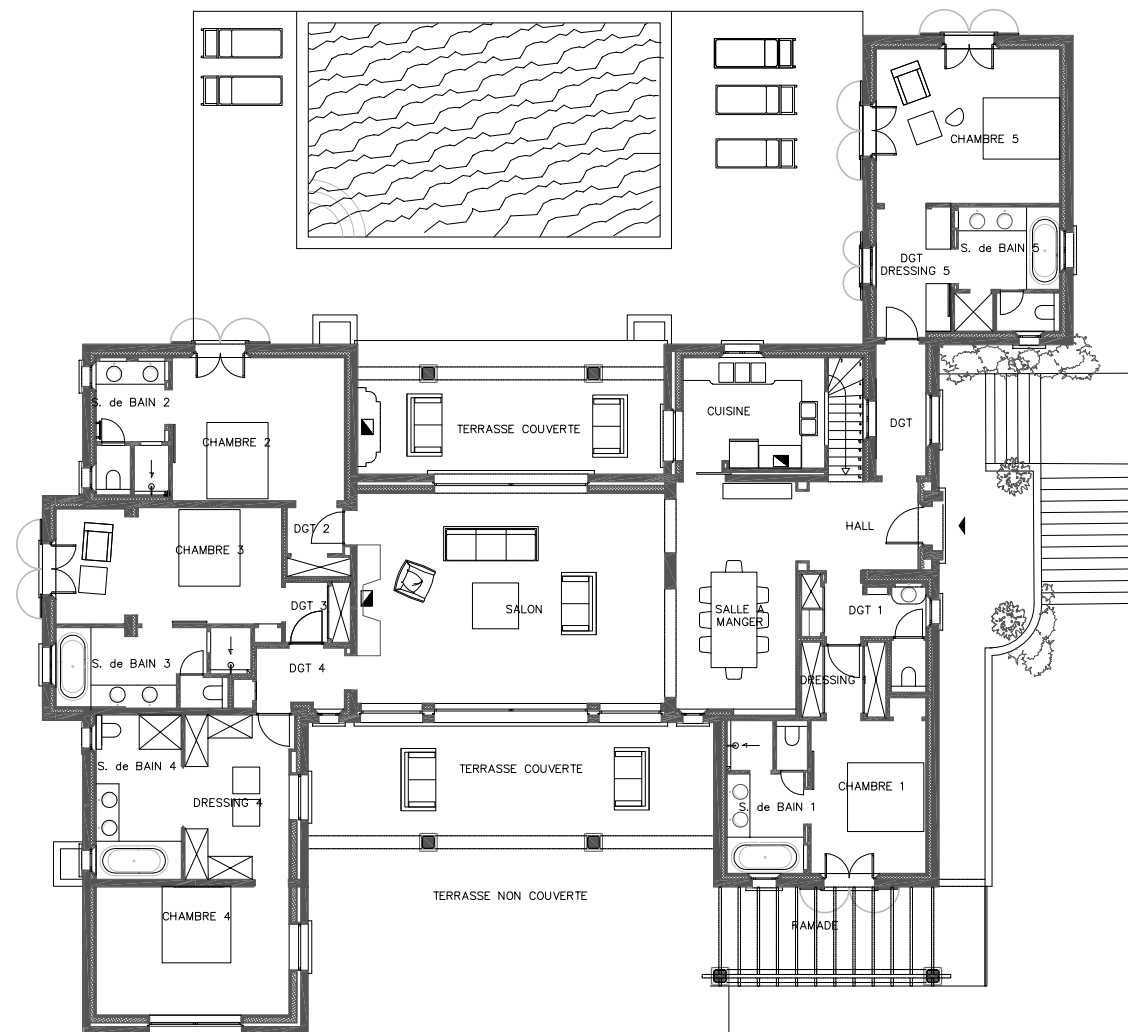 CHAMBRE 5
S. de BAIN 5
DGT
DRESSING 5
S. de BAIN 2
CHAMBRE 2
TERRASSE COUVERTE
CUISINE
DGT
DGT 2
HALL
CHAMBRE 3
DGT 3
SALON
SALLE A
MANGER
DGT 1
S. de BAIN 3
DGT 4
DRESSING 1
S. de BAIN 4
TERRASSE COUVERTE
CHAMBRE 1
DRESSING 4
S. de BAIN 1
TERRASSE NON COUVERTE
CHAMBRE 4
RAMADE